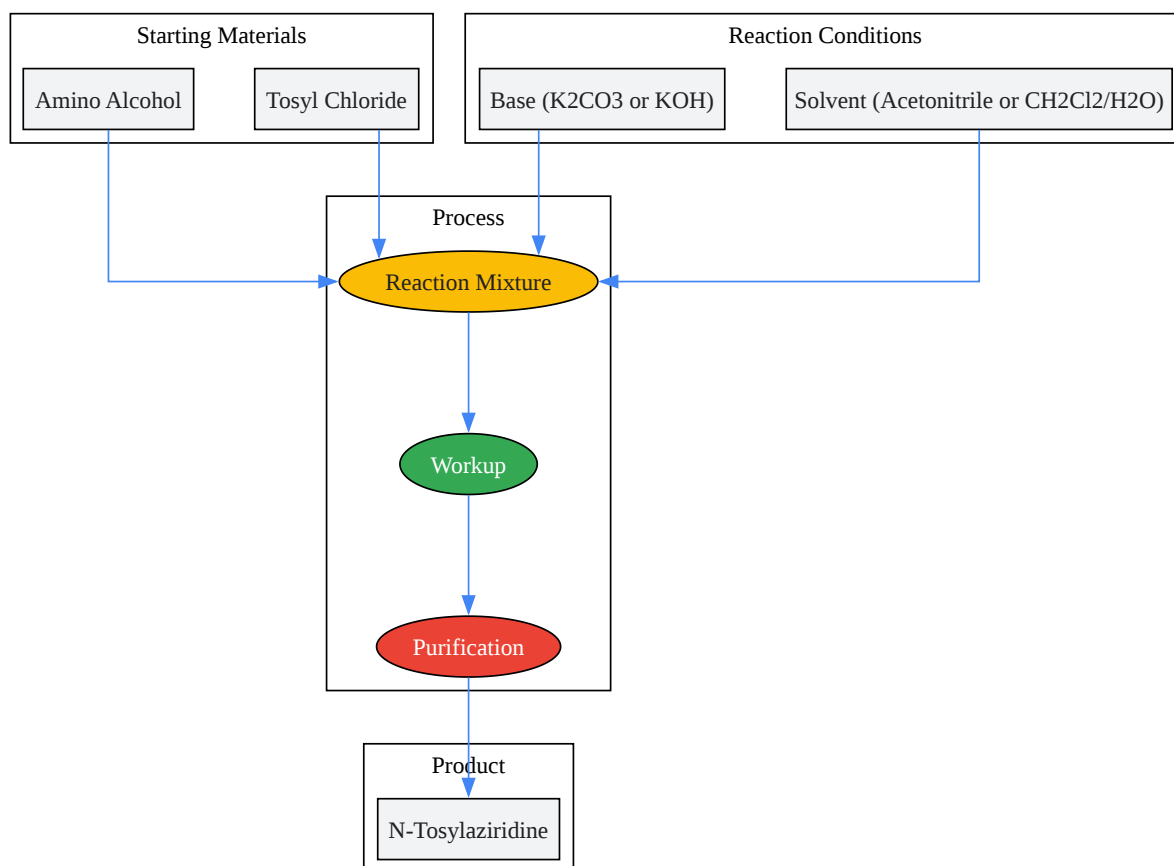 Starting Materials
Reaction Conditions
Amino Alcohol
Tosyl Chloride
Base (K2CO3 or KOH)
Solvent (Acetonitrile or CH2Cl2/H2O)
Process
Reaction Mixture
Workup
Purification
Product
N-Tosylaziridine